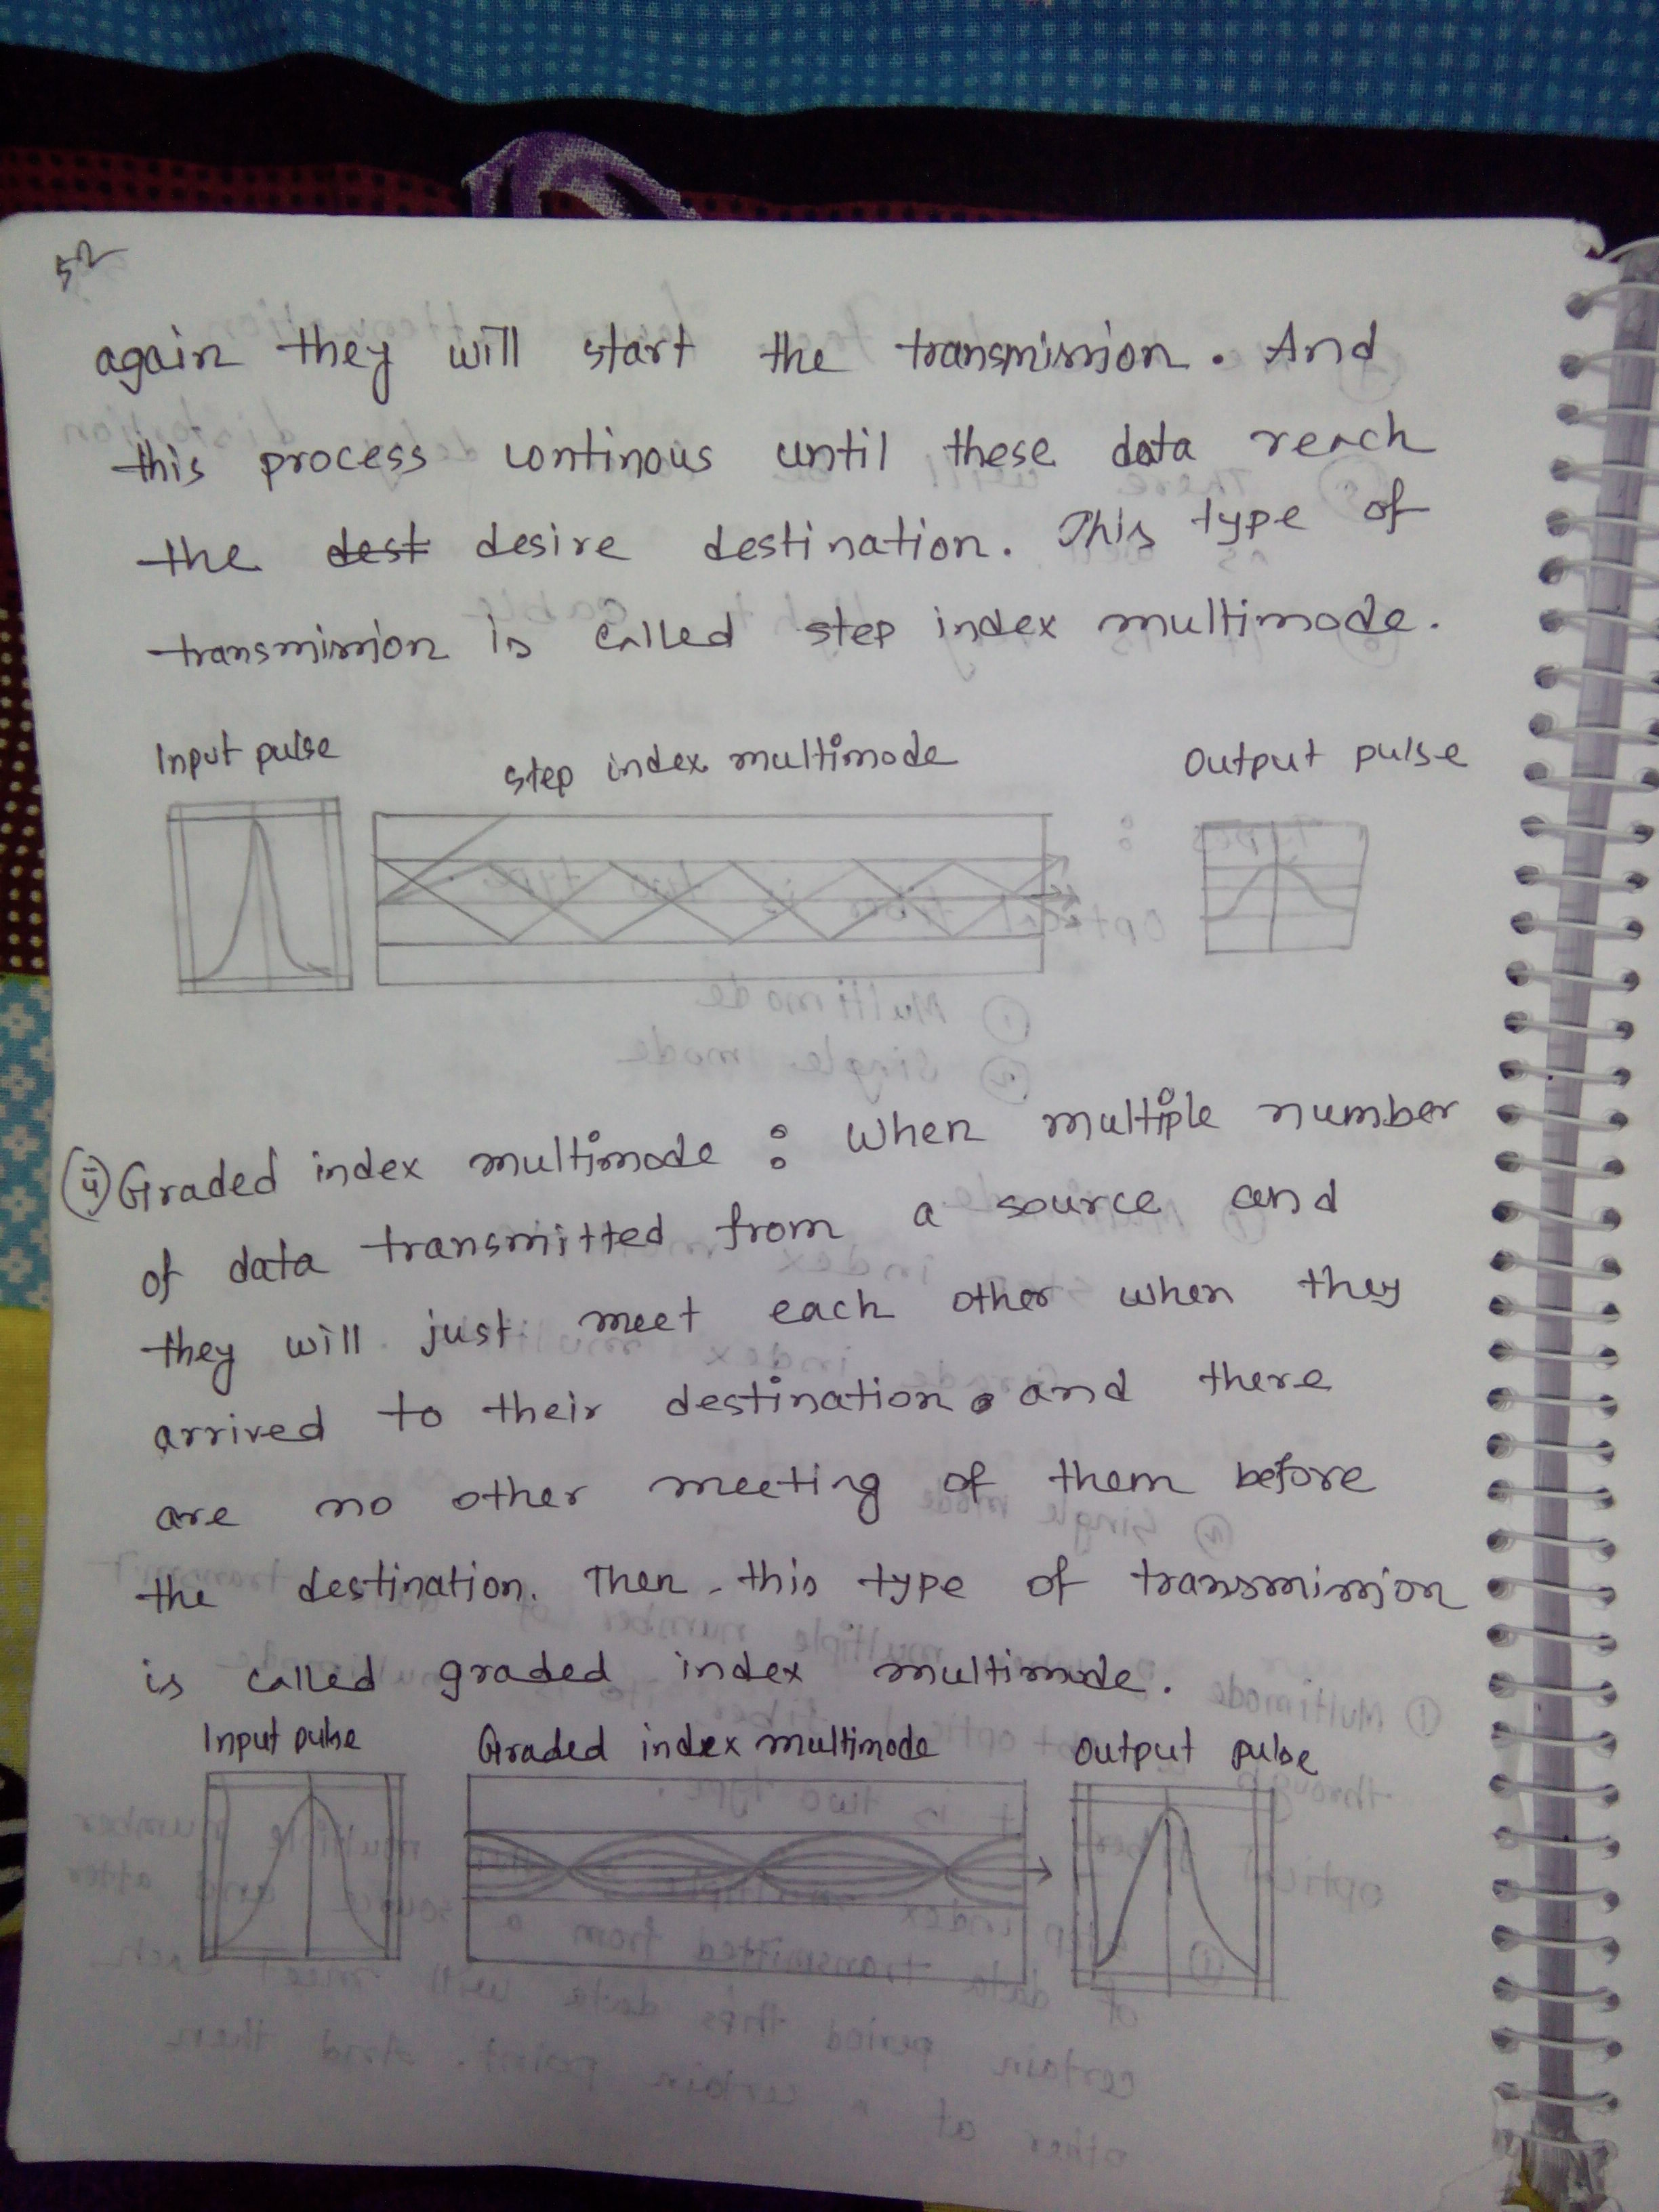 52
again they will start the transmission. And
this process continous until these data reach
the dest desire destination. This type of
transmission is called step index multimode.
Input pulse step index multimode Output pulse
(ii) Graded index multimode : When multiple number
of data transmitted from a source and
they will just meet each other when they
arrived to their destination. and there
are no other meeting of them before
the destination. Then this type of transmission
is called graded index multimode.
Input pulse Graded index multimode Output pulse